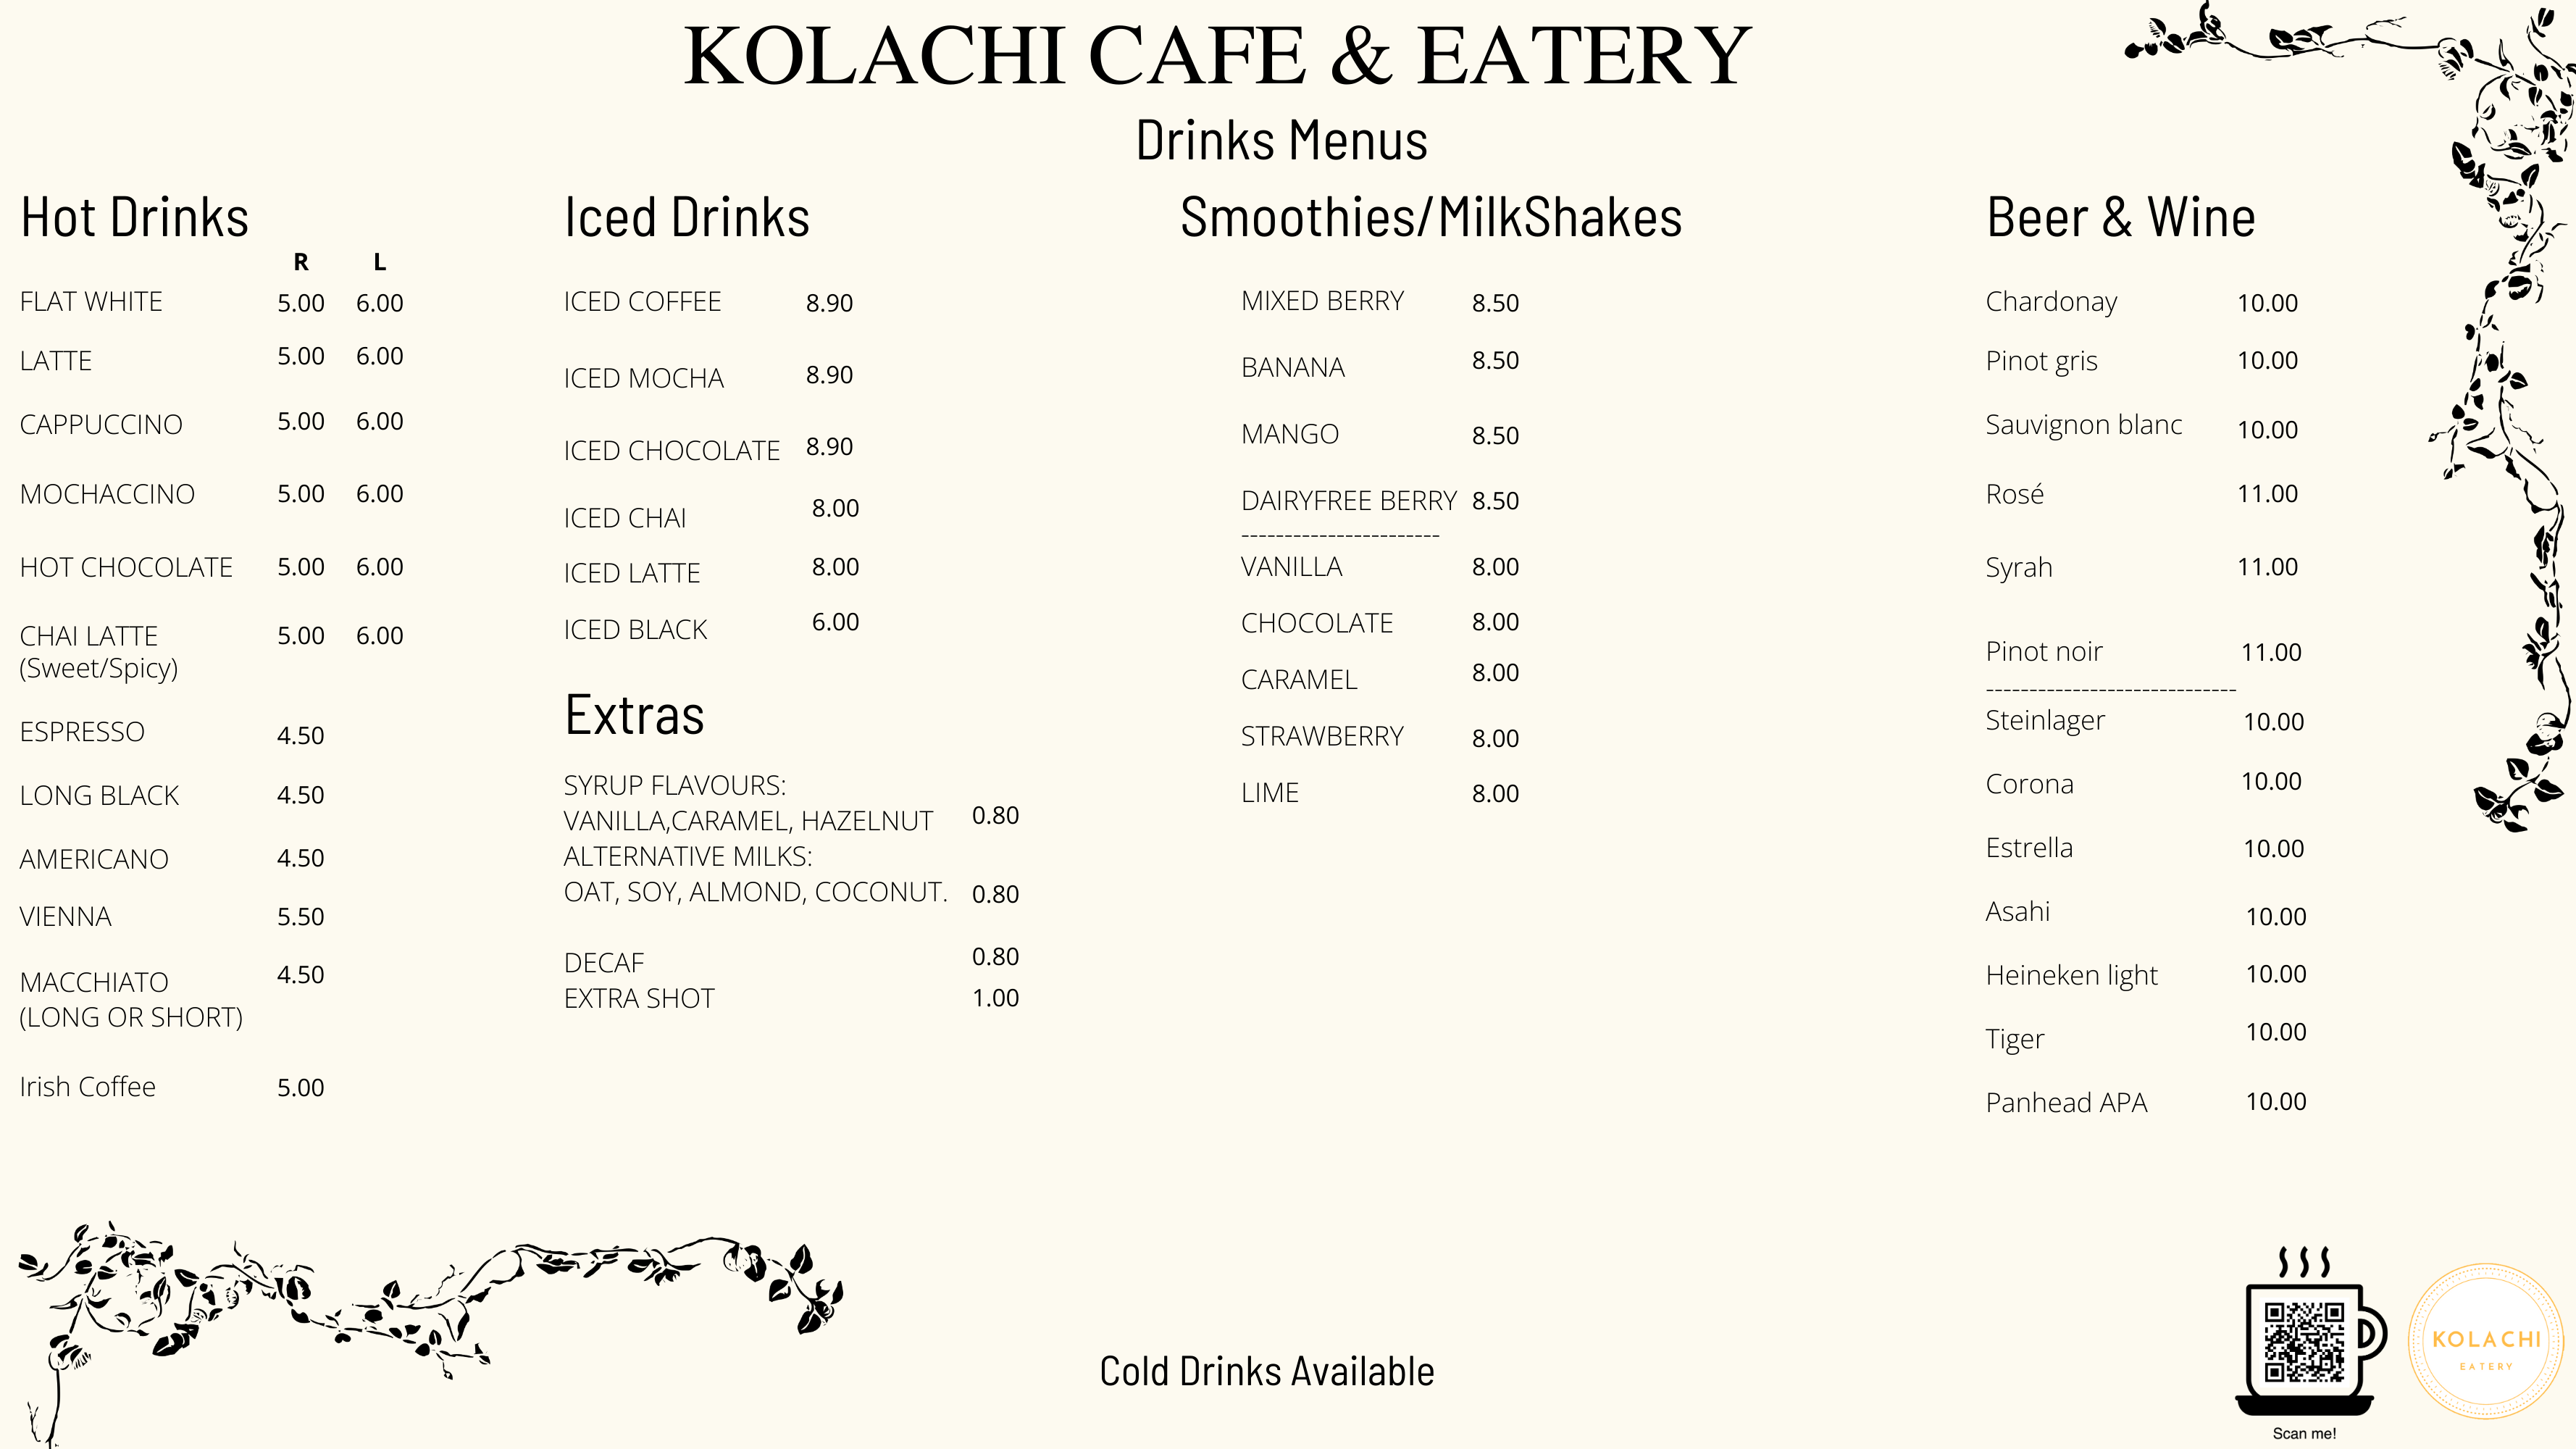 KOLACHI CAFE & EATERY
Drinks Menus
Hot Drinks
R L
FLAT WHITE 5.00 6.00
LATTE 5.00 6.00
CAPPUCCINO 5.00 6.00
MOCHACCINO 5.00 6.00
HOT CHOCOLATE 5.00 6.00
CHAI LATTE 5.00 6.00
(Sweet/Spicy)
ESPRESSO 4.50
LONG BLACK 4.50
AMERICANO 4.50
VIENNA 5.50
MACCHIATO 4.50
(LONG OR SHORT)
Irish Coffee 5.00
Iced Drinks
ICED COFFEE 8.90
ICED MOCHA 8.90
ICED CHOCOLATE 8.90
ICED CHAI 8.00
ICED LATTE 8.00
ICED BLACK 6.00
Extras
SYRUP FLAVOURS:
VANILLA,CARAMEL, HAZELNUT 0.80
ALTERNATIVE MILKS:
OAT, SOY, ALMOND, COCONUT. 0.80
DECAF 0.80
EXTRA SHOT 1.00
Smoothies/MilkShakes
MIXED BERRY 8.50
BANANA 8.50
MANGO 8.50
DAIRYFREE BERRY 8.50
-----------------------
VANILLA 8.00
CHOCOLATE 8.00
CARAMEL 8.00
STRAWBERRY 8.00
LIME 8.00
Beer & Wine
Chardonay 10.00
Pinot gris 10.00
Sauvignon blanc 10.00
Rosé 11.00
Syrah 11.00
Pinot noir 11.00
-----------------------------
Steinlager 10.00
Corona 10.00
Estrella 10.00
Asahi 10.00
Heineken light 10.00
Tiger 10.00
Panhead APA 10.00
Cold Drinks Available
Scan me!
KOLACHI
EATERY